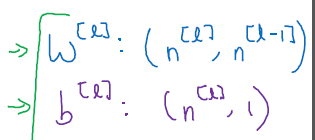 → W^[l]: (n^[l], n^[l-1])
→ b^[l]: (n^[l], 1)